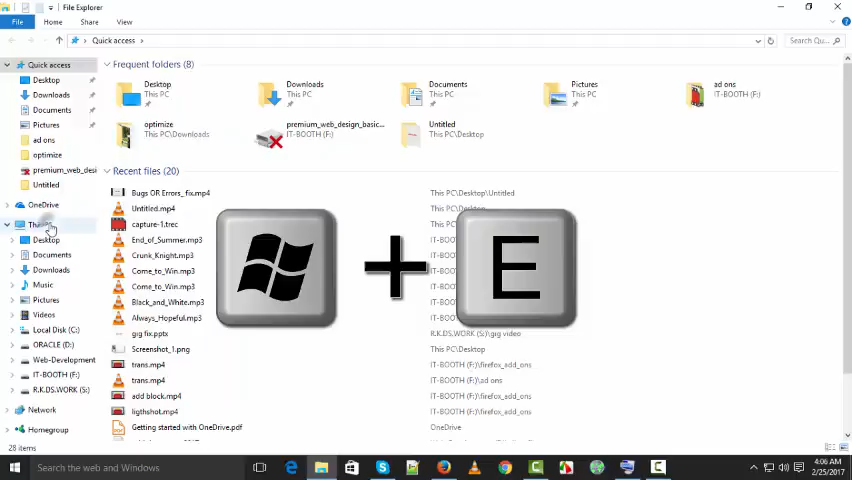 File Explorer
File Home Share View
Quick access
Search Quic...
Quick access
Desktop
Downloads
Documents
Pictures
ad ons
optimize
premium_web_desi
Untitled
OneDrive
Desktop
Documents
Downloads
Music
Pictures
Videos
Local Disk (C:)
ORACLE (D:)
Web-Development
IT-BOOTH (F:)
R.K.DS.WORK (S:)
Network
Homegroup
Frequent folders (8)
Desktop
This PC
Downloads
This PC
Documents
This PC
Pictures
This PC
ad ons
IT-BOOTH (F:)
optimize
This PC\Downloads
premium_web_design_basic...
IT-BOOTH (F:)
Untitled
This PC\Desktop
Recent files (20)
Bugs OR Errors_ fix.mp4 This PC\Desktop\Untitled
Untitled.mp4 This PC\Desktop
capture-1.trec
End_of_Summer.mp3
Crunk_Knight.mp3
Come_to_Win.mp3
Come_to_Win.mp3
Black_and_White.mp3
Always_Hopeful.mp3
gig fix.pptx R.K.DS.WORK (S:)\gig video
Screenshot_1.png This PC\Desktop
trans.mp4 IT-BOOTH (F:)\firefox_add_ons
trans.mp4 IT-BOOTH (F:)\ad ons
add block.mp4 IT-BOOTH (F:)\firefox_add_ons
ligthshot.mp4 IT-BOOTH (F:)\firefox_add_ons
Getting started with OneDrive.pdf OneDrive
+ E
28 items
Search the web and Windows
4:06 AM
2/25/2017